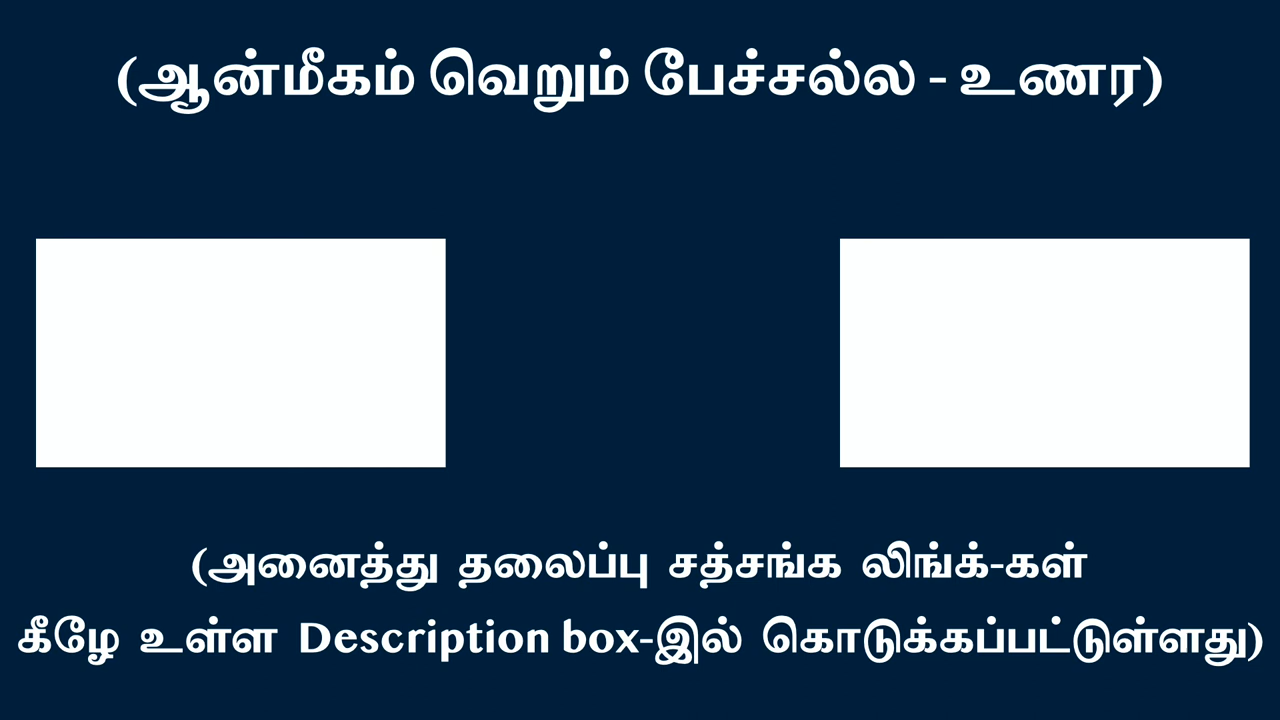 (ஆன்மீகம் வெறும் பேச்சல்ல - உணர)
(அனைத்து தலைப்பு சத்சங்க லிங்க்-கள்
கீழே உள்ள Description box-இல் கொடுக்கப்பட்டுள்ளது)